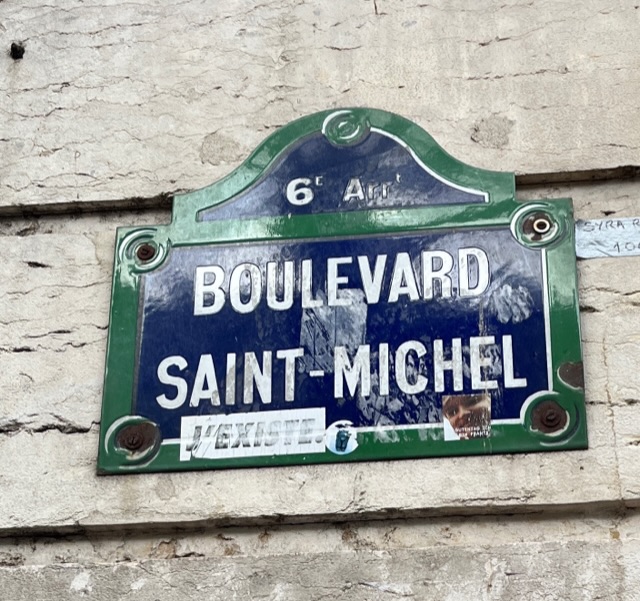 6E Arrt
BOULEVARD
SAINT-MICHEL
J'EXISTE.